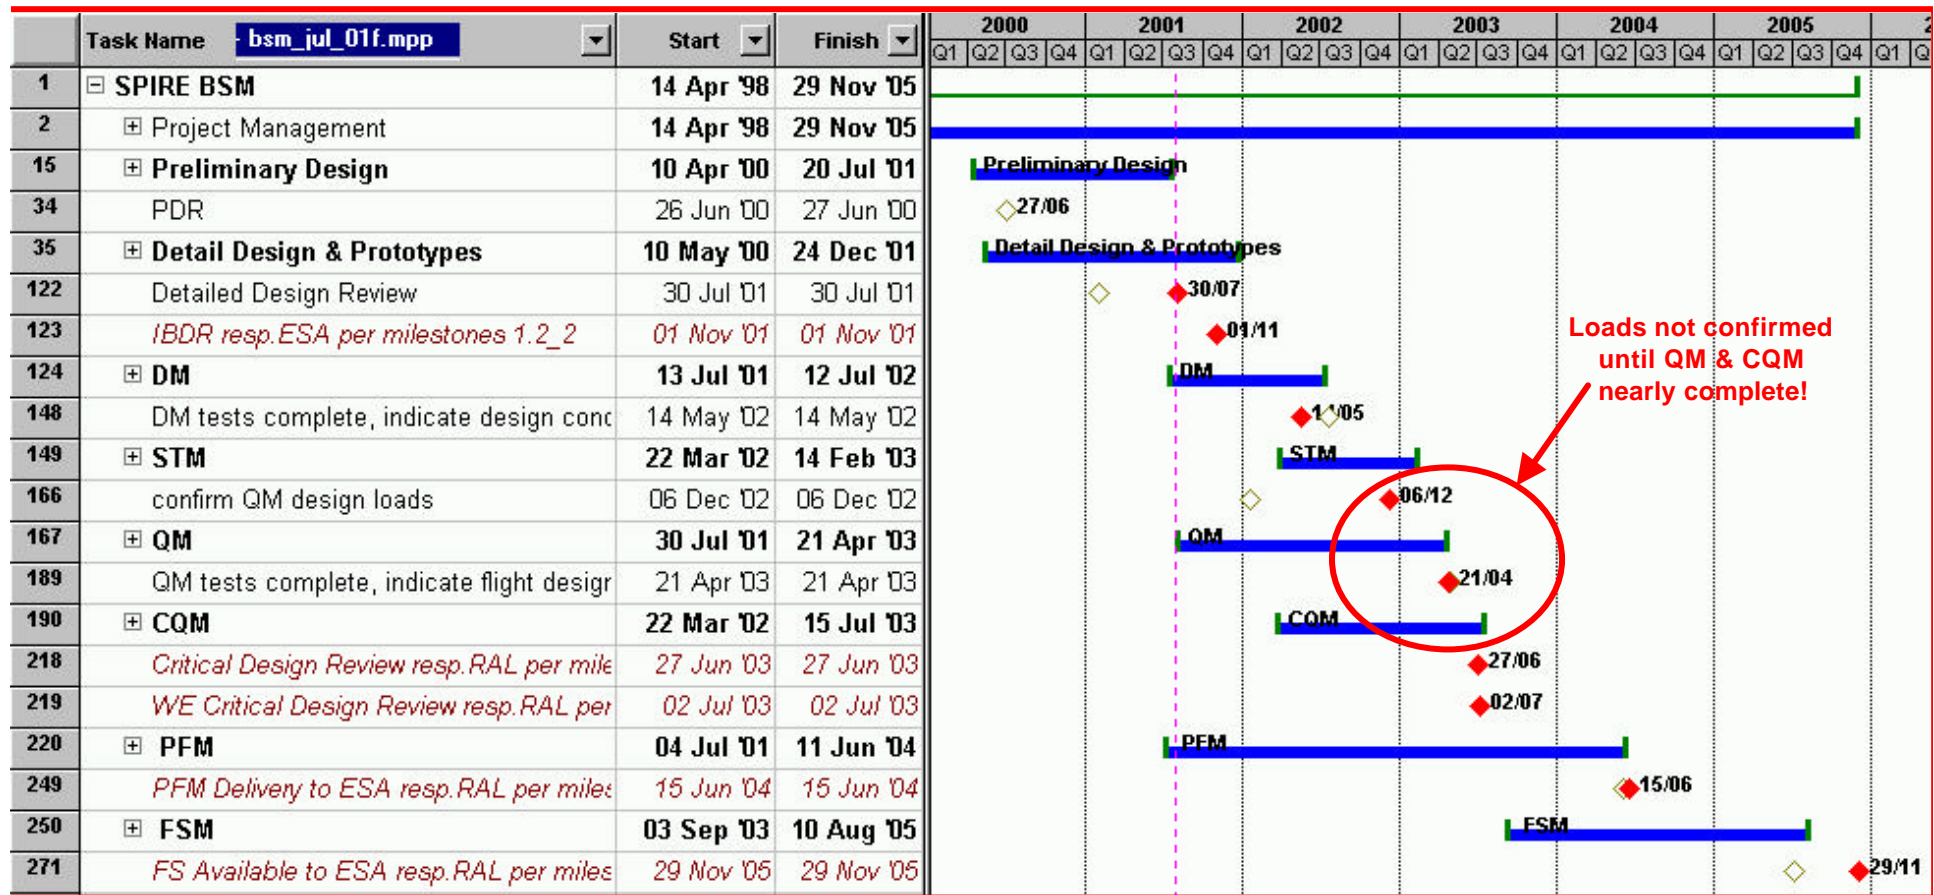 Task Name - bsm_jul_01f.mpp Start Finish 2000 2001 2002 2003 2004 2005 2
Q1 Q2 Q3 Q4 Q1 Q2 Q3 Q4 Q1 Q2 Q3 Q4 Q1 Q2 Q3 Q4 Q1 Q2 Q3 Q4 Q1 Q2 Q3 Q4 Q1 Q
1 SPIRE BSM 14 Apr '98 29 Nov '05
2 Project Management 14 Apr '98 29 Nov '05
15 Preliminary Design 10 Apr '00 20 Jul '01 Preliminary Design
34 PDR 26 Jun '00 27 Jun '00 27/06
35 Detail Design & Prototypes 10 May '00 24 Dec '01 Detail Design & Prototypes
122 Detailed Design Review 30 Jul '01 30 Jul '01 30/07
123 IBDR resp.ESA per milestones 1.2_2 01 Nov '01 01 Nov '01 01/11
Loads not confirmed
until QM & CQM
nearly complete!
124 DM 13 Jul '01 12 Jul '02 DM
148 DM tests complete, indicate design conc 14 May '02 14 May '02 14/05
149 STM 22 Mar '02 14 Feb '03 STM
166 confirm QM design loads 06 Dec '02 06 Dec '02 06/12
167 QM 30 Jul '01 21 Apr '03 QM
189 QM tests complete, indicate flight desigr 21 Apr '03 21 Apr '03 21/04
190 CQM 22 Mar '02 15 Jul '03 CQM
218 Critical Design Review resp.RAL per mile 27 Jun '03 27 Jun '03 27/06
219 WE Critical Design Review resp.RAL per 02 Jul '03 02 Jul '03 02/07
220 PFM 04 Jul '01 11 Jun '04 PFM
249 PFM Delivery to ESA resp.RAL per miles 15 Jun '04 15 Jun '04 15/06
250 FSM 03 Sep '03 10 Aug '05 FSM
271 FS Available to ESA resp.RAL per miles 29 Nov '05 29 Nov '05 29/11